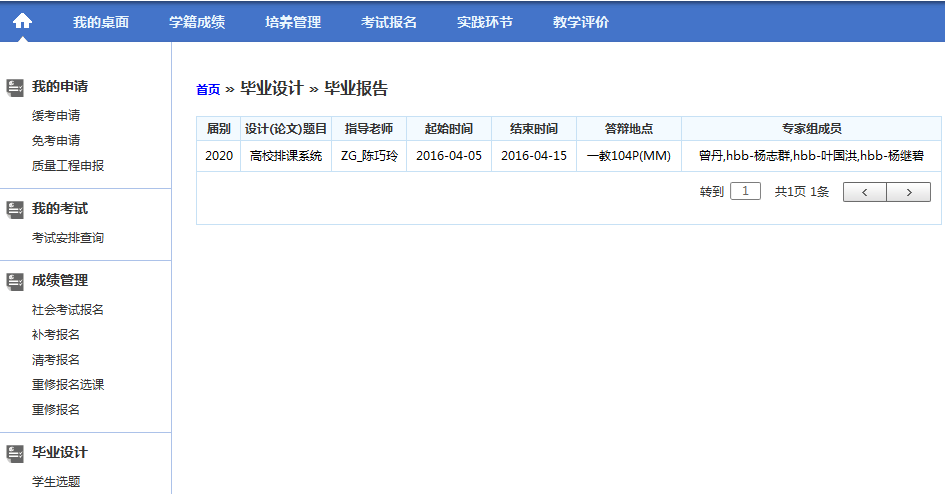 我的桌面 学籍成绩 培养管理 考试报名 实践环节 教学评价
我的申请
缓考申请
免考申请
质量工程申报
我的考试
考试安排查询
成绩管理
社会考试报名
补考报名
清考报名
重修报名选课
重修报名
毕业设计
学生选题
首页 » 毕业设计 » 毕业报告
届别 设计(论文)题目 指导老师 起始时间 结束时间 答辩地点 专家组成员
2020 高校排课系统 ZG_陈巧玲 2016-04-05 2016-04-15 一教104P(MM) 曾丹,hbb-杨志群,hbb-叶国洪,hbb-杨继碧
转到 1 共1页 1条 < >